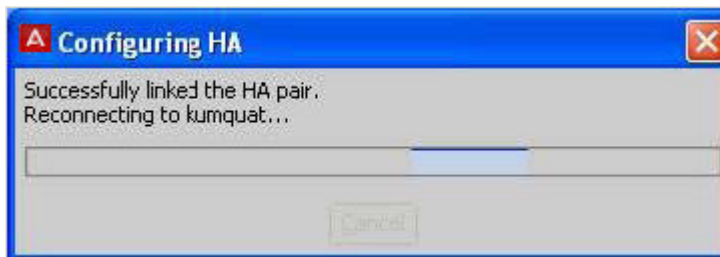 Configuring HA
Successfully linked the HA pair.
Reconnecting to kumquat...
Cancel